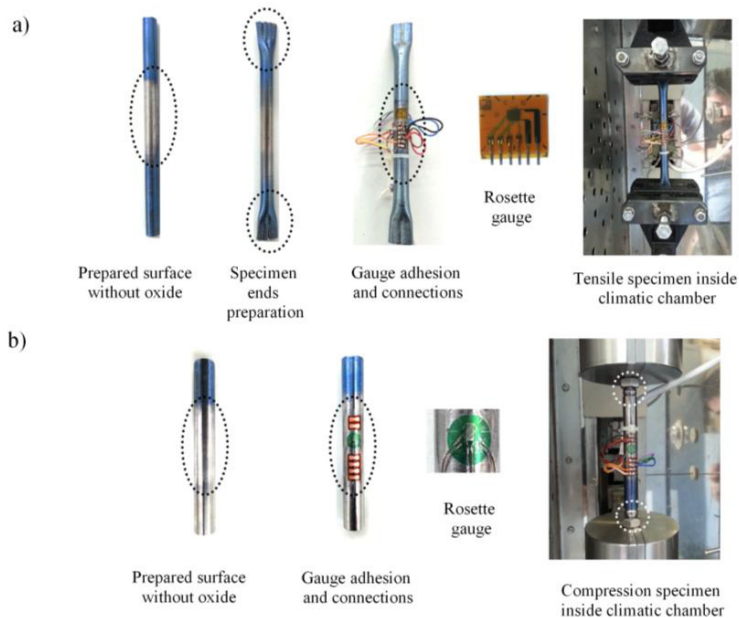 a)
Rosette
gauge
Prepared surface
without oxide
Specimen
ends
preparation
Gauge adhesion
and connections
Tensile specimen inside
climatic chamber
b)
Rosette
gauge
Prepared surface
without oxide
Gauge adhesion
and connections
Compression specimen
inside climatic chamber